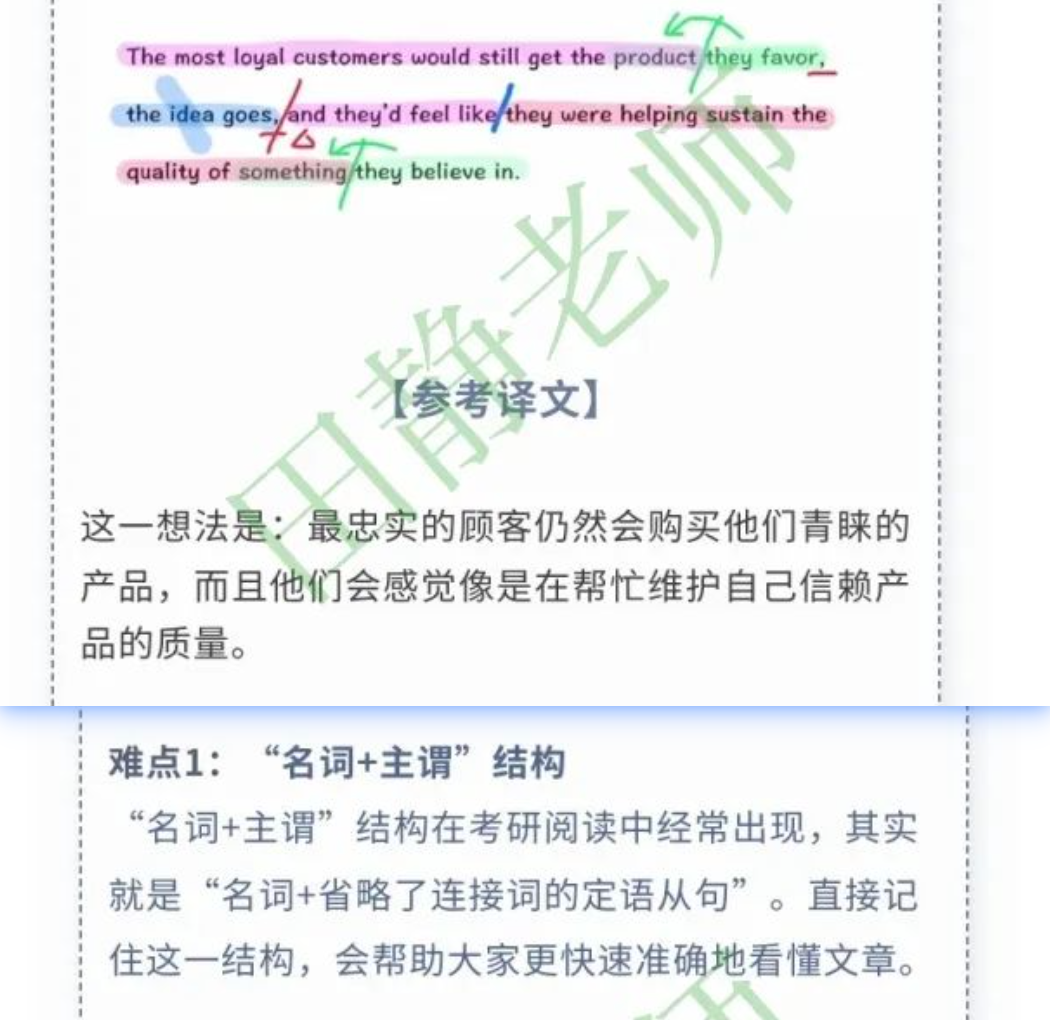 The most loyal customers would still get the product they favor,
the idea goes, and they'd feel like they were helping sustain the
quality of something they believe in.
【参考译文】
这一想法是：最忠实的顾客仍然会购买他们青睐的
产品，而且他们会感觉像是在帮忙维护自己信赖产
品的质量。
田静老师
难点1：“名词+主谓”结构
“名词+主谓”结构在考研阅读中经常出现，其实
就是“名词+省略了连接词的定语从句”。直接记
住这一结构，会帮助大家更快速准确地看懂文章。